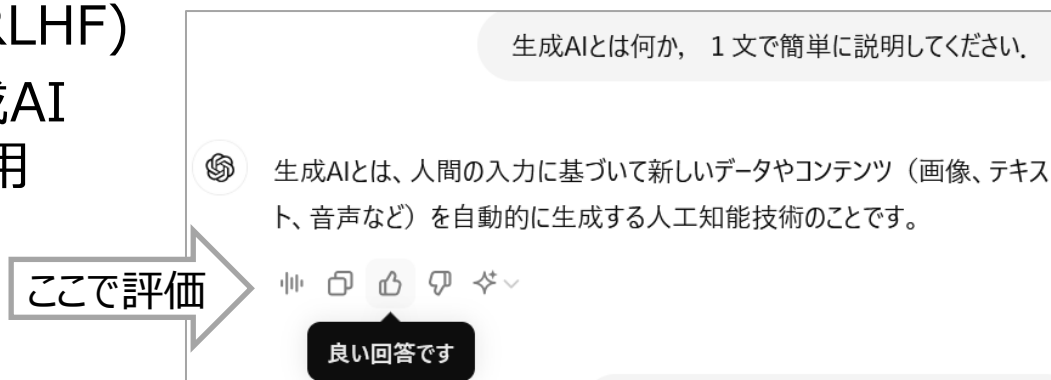 RLHF)
成AI
用
ここで評価
生成AIとは何か， 1 文で簡単に説明してください．
生成AIとは、人間の入力に基づいて新しいデータやコンテンツ（画像、テキス
ト、音声など）を自動的に生成する人工知能技術のことです。
良い回答です